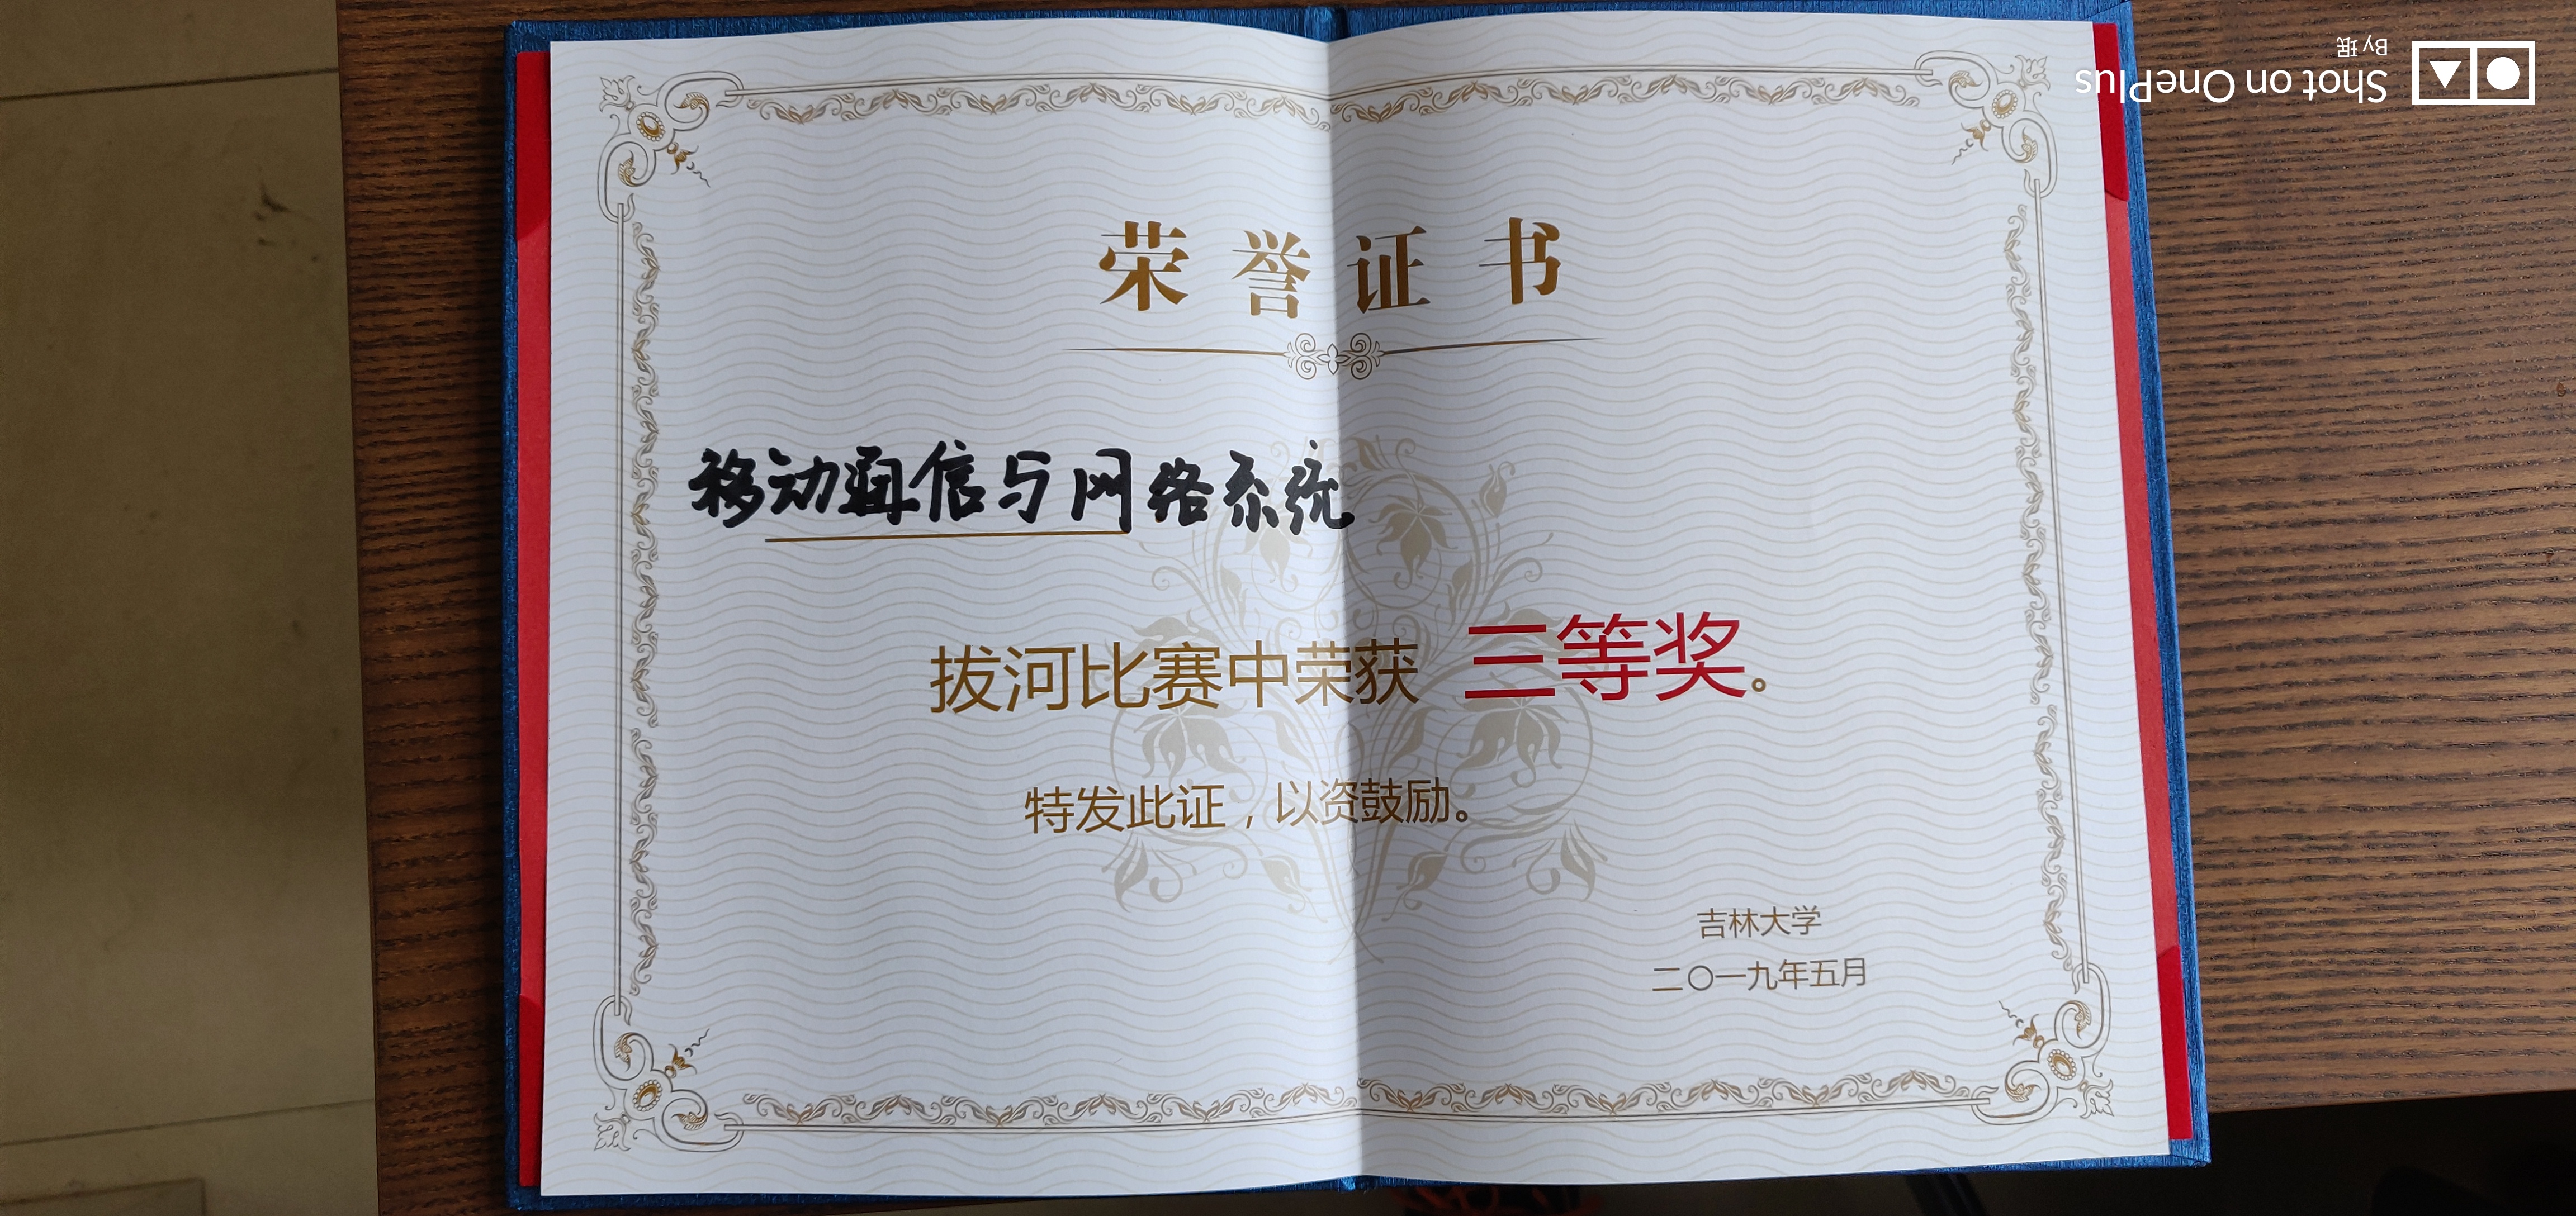 荣誉证书
移动通信与网络系统
拔河比赛中荣获 三等奖。
特发此证，以资鼓励。
吉林大学
二〇一九年五月
Shot on OnePlus
By 珉